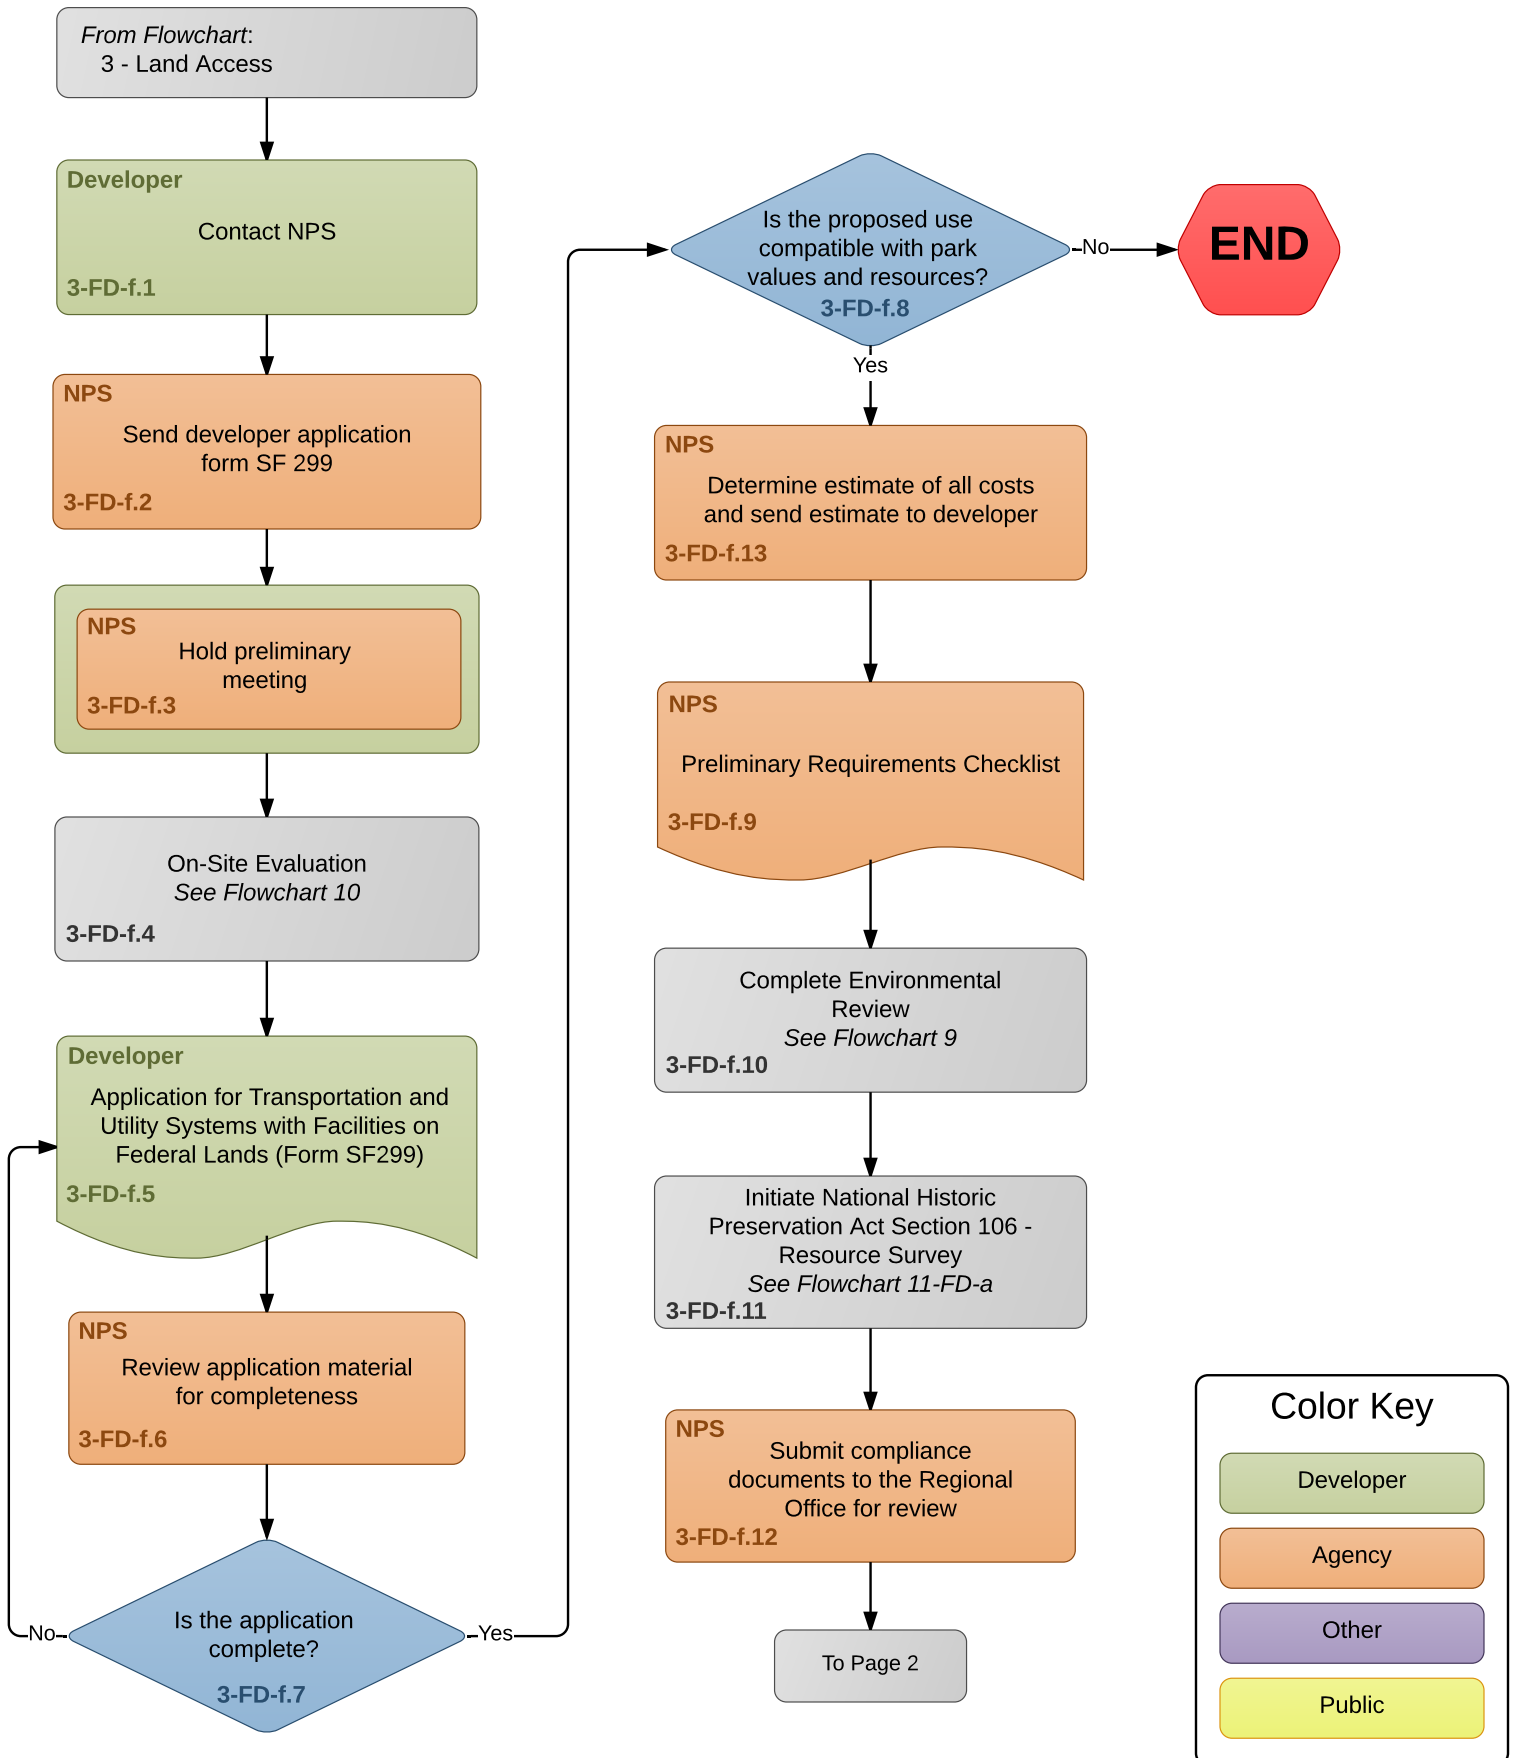 From Flowchart:
3 - Land Access
Developer
Contact NPS
3-FD-f.1
NPS
Send developer application
form SF 299
3-FD-f.2
NPS
Hold preliminary
meeting
3-FD-f.3
On-Site Evaluation
See Flowchart 10
3-FD-f.4
Developer
Application for Transportation and
Utility Systems with Facilities on
Federal Lands (Form SF299)
3-FD-f.5
NPS
Review application material
for completeness
3-FD-f.6
Is the application
complete?
3-FD-f.7
No
Yes
Is the proposed use
compatible with park
values and resources?
3-FD-f.8
No
END
Yes
NPS
Determine estimate of all costs
and send estimate to developer
3-FD-f.13
NPS
Preliminary Requirements Checklist
3-FD-f.9
Complete Environmental
Review
See Flowchart 9
3-FD-f.10
Initiate National Historic
Preservation Act Section 106 -
Resource Survey
See Flowchart 11-FD-a
3-FD-f.11
NPS
Submit compliance
documents to the Regional
Office for review
3-FD-f.12
To Page 2
Color Key
Developer
Agency
Other
Public